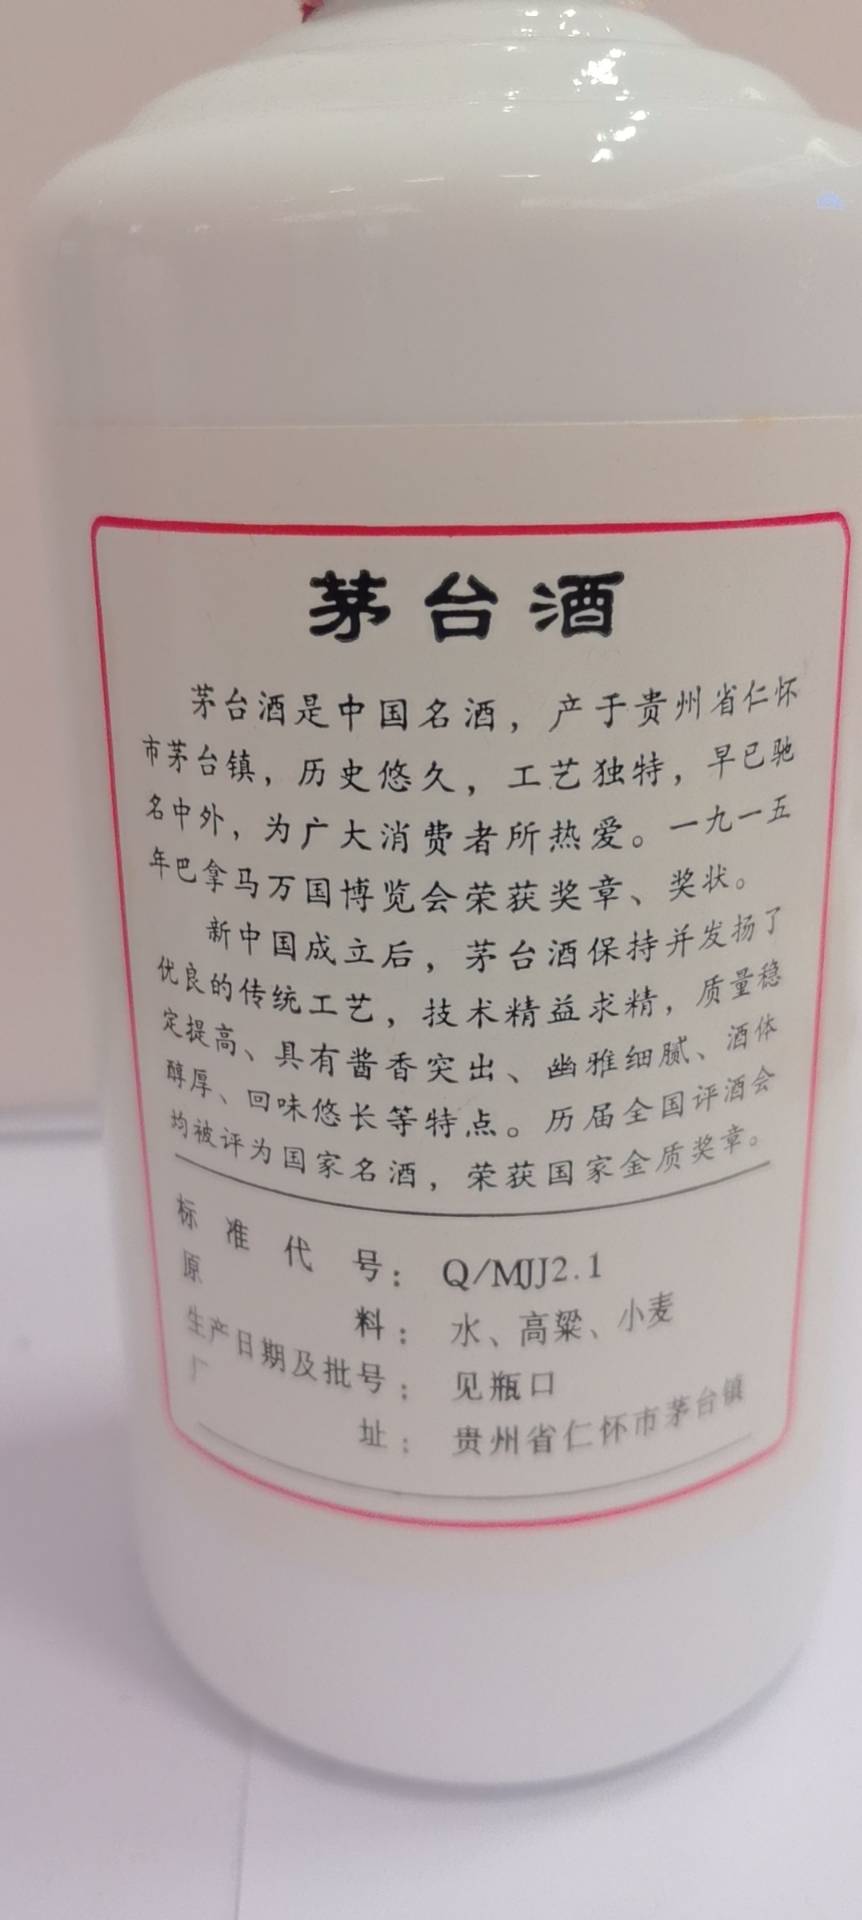 茅台酒
茅台酒是中国名酒，产于贵州省仁怀
市茅台镇，历史悠久，工艺独特，早已驰
名中外，为广大消费者所热爱。一九一五
年巴拿马万国博览会荣获奖章、奖状。
新中国成立后，茅台酒保持并发扬了
优良的传统工艺，技术精益求精，质量稳
定提高、具有酱香突出、幽雅细腻、酒体
醇厚、回味悠长等特点。历届全国评酒会
均被评为国家名酒，荣获国家金质奖章。
标准代号：Q/MJJ2.1
原料：水、高粱、小麦
生产日期及批号：见瓶口
厂址：贵州省仁怀市茅台镇